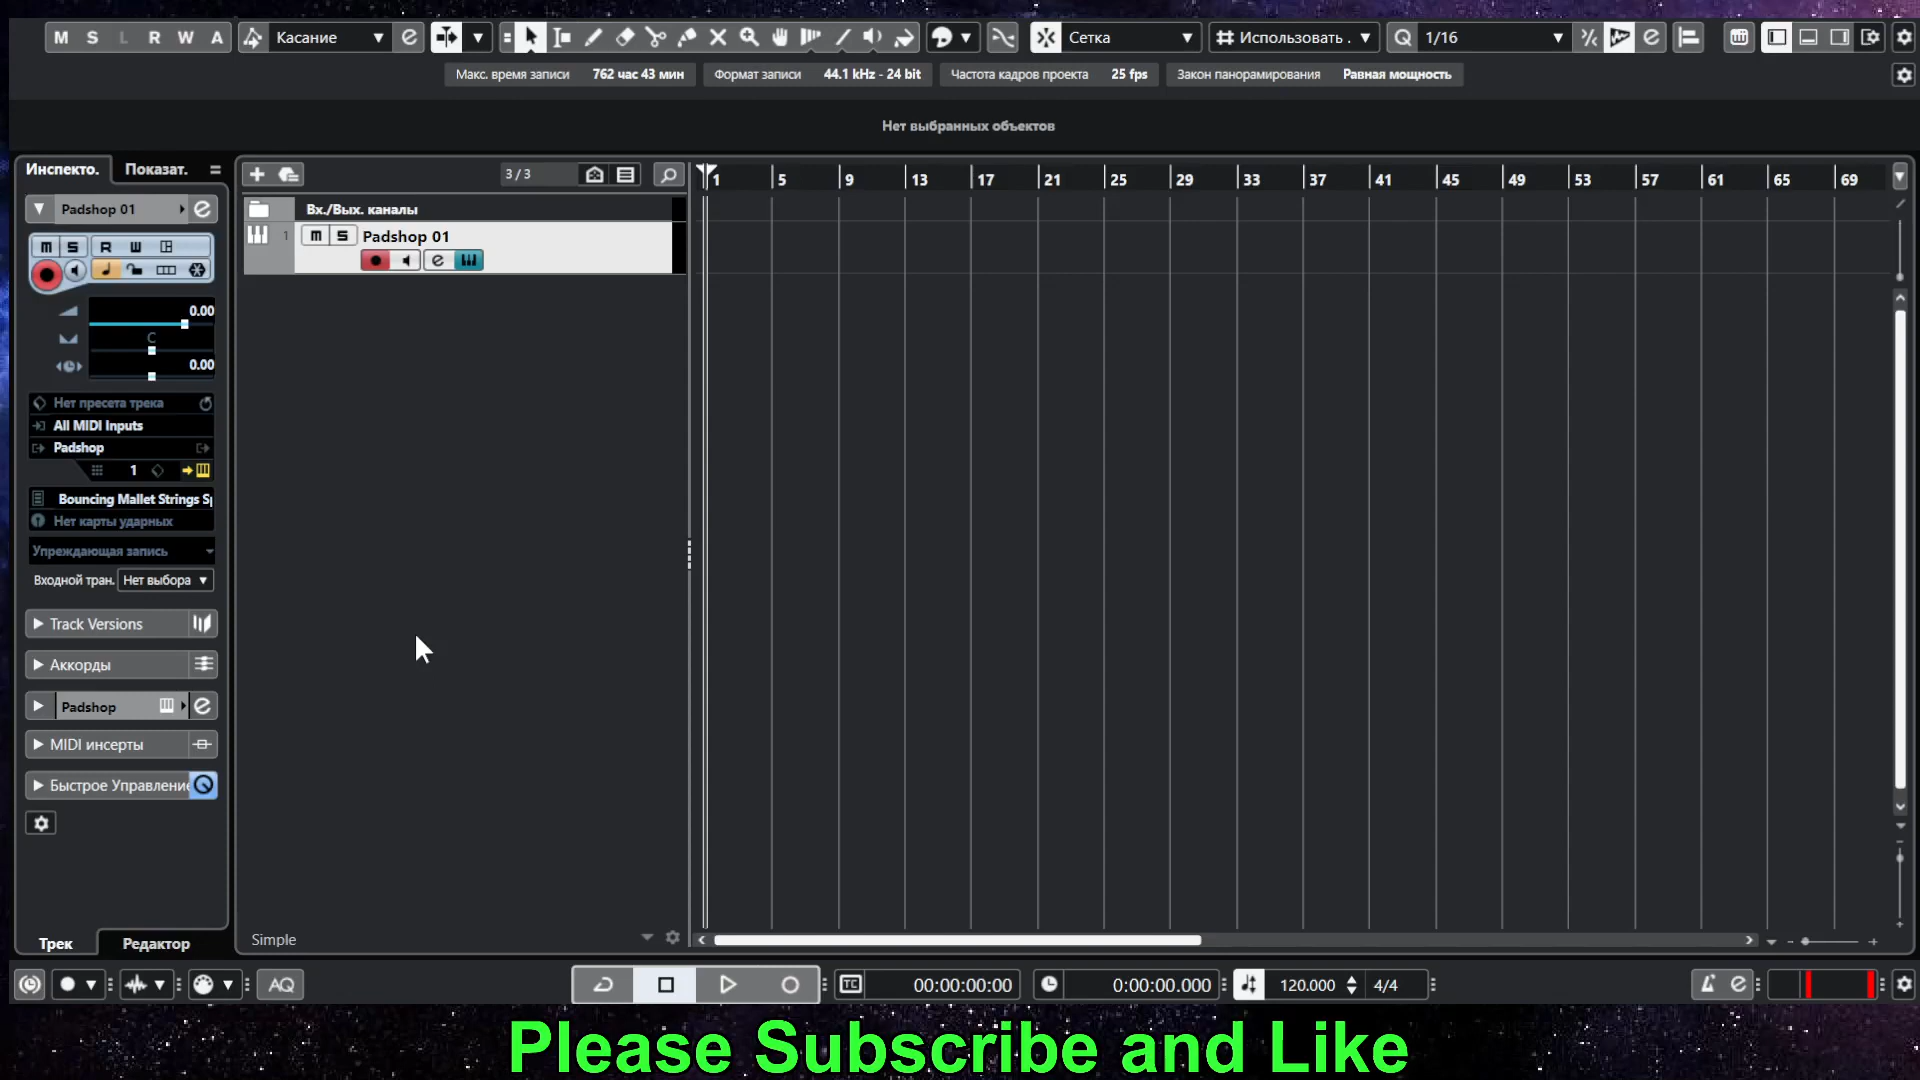 M S L R W A Касание Сетка Использовать . Q 1/16
Макс. время записи 762 час 43 мин Формат записи 44.1 kHz - 24 bit Частота кадров проекта 25 fps Закон панорамирования Равная мощность
Нет выбранных объектов
Инспекто. Показат. 3 / 3 1 5 9 13 17 21 25 29 33 37 41 45 49 53 57 61 65 69
Padshop 01 Вх./Вых. каналы
1 M S Padshop 01
M S R W
0.00
C
0.00
Нет пресета трека
All MIDI Inputs
Padshop
1
Bouncing Mallet Strings
Нет карты ударных
Упреждающая запись
Входной тран. Нет выбора
Track Versions
Аккорды
Padshop
MIDI инсерты
Быстрое Управление
Трек Редактор Simple
AQ TC 00:00:00:00 0:00:00.000 120.000 4/4
Please Subscribe and Like